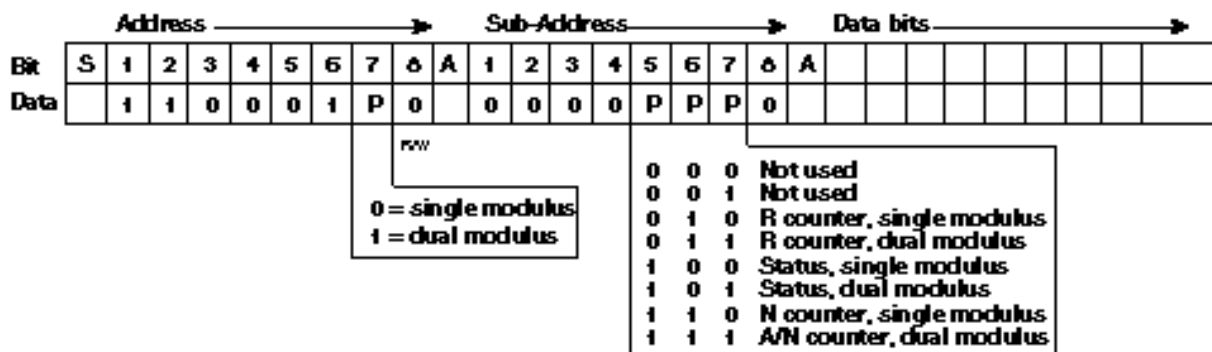 Address Sub-Address Data bits
Bit S 1 2 3 4 5 6 7 8 A 1 2 3 4 5 6 7 8 A
Data 1 1 0 0 0 1 P 0 0 0 0 0 P P P 0
R/W
0 = single modulus
1 = dual modulus
0 0 0 Not used
0 0 1 Not used
0 1 0 R counter, single modulus
0 1 1 R counter, dual modulus
1 0 0 Status, single modulus
1 0 1 Status, dual modulus
1 1 0 N counter, single modulus
1 1 1 A/N counter, dual modulus